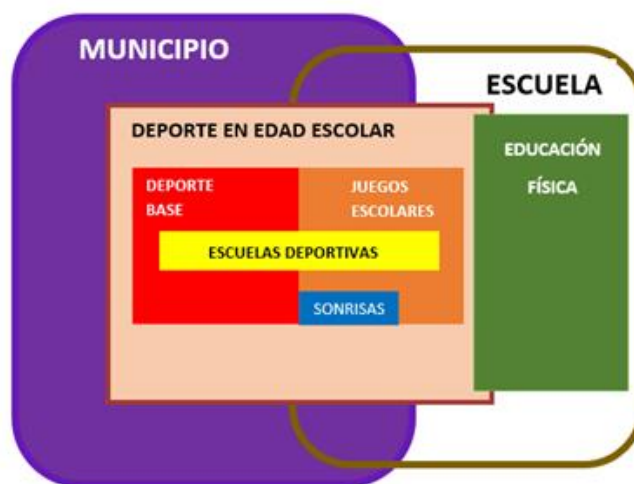 MUNICIPIO
ESCUELA
DEPORTE EN EDAD ESCOLAR
EDUCACIÓN
FÍSICA
DEPORTE
BASE
JUEGOS
ESCOLARES
ESCUELAS DEPORTIVAS
SONRISAS